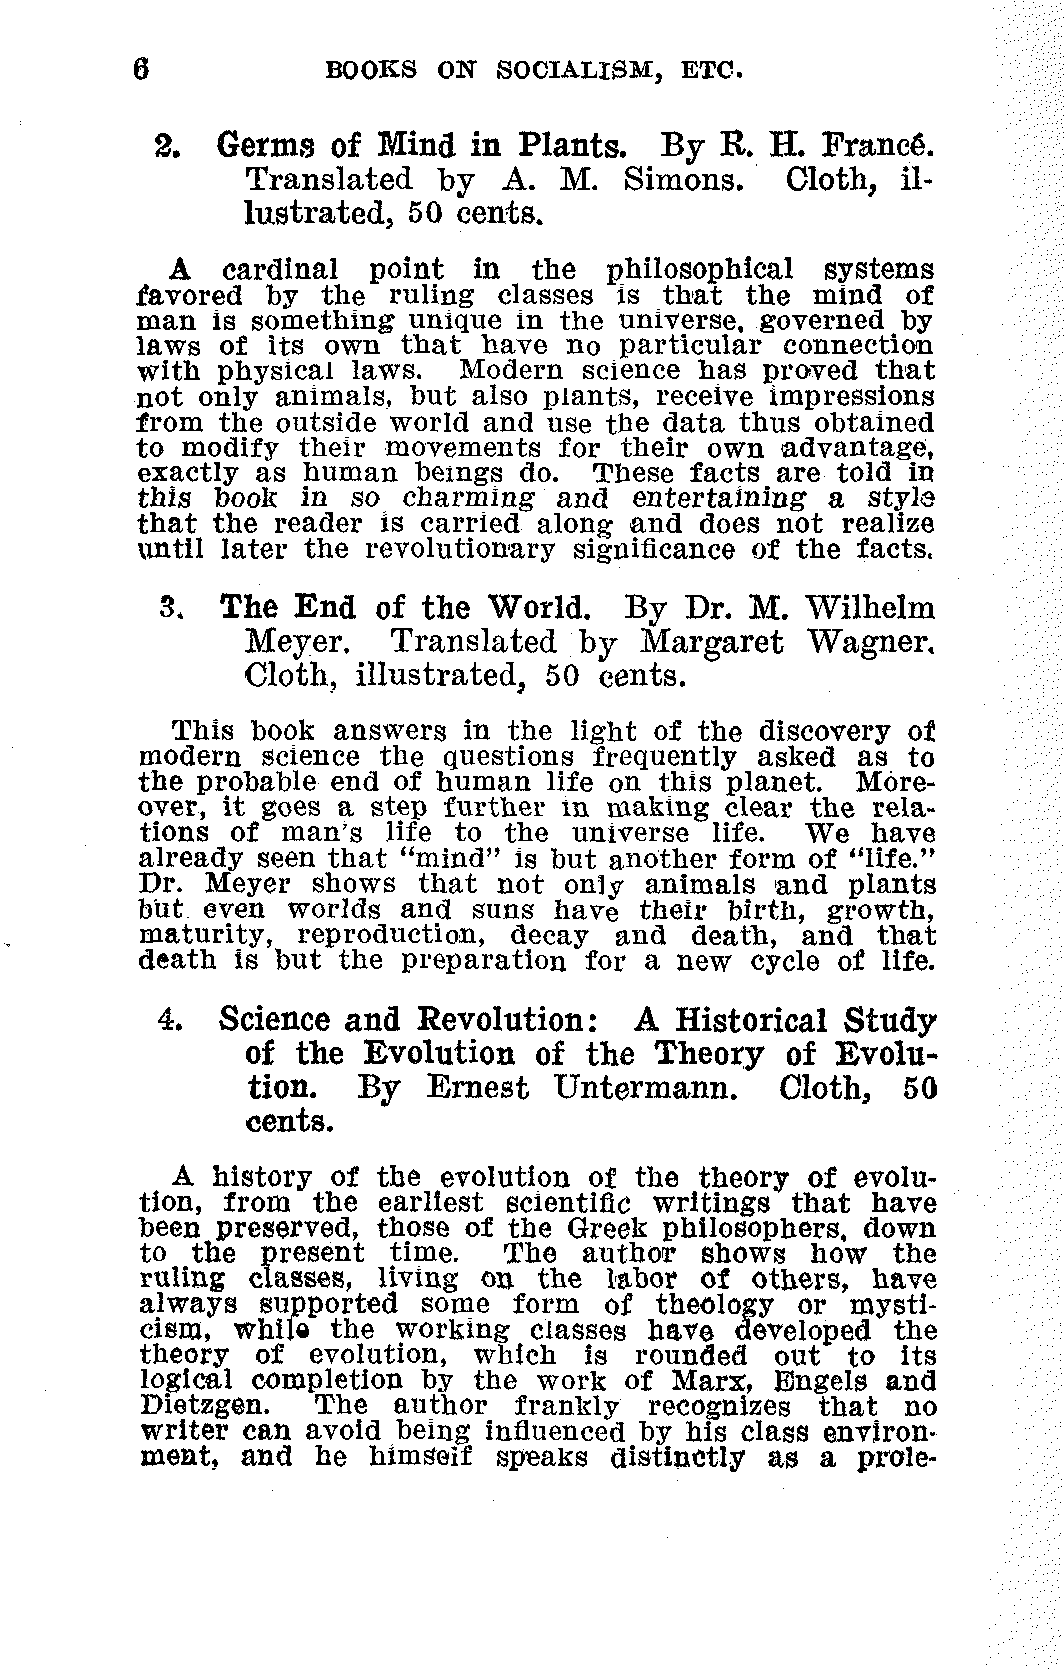 6 BOOKS ON SOCIALISM, ETC.
2. Germs of Mind in Plants. By R. H. Francé.
Translated by A. M. Simons. Cloth, il-
lustrated, 50 cents.
A cardinal point in the philosophical systems
favored by the ruling classes is that the mind of
man is something unique in the universe, governed by
laws of its own that have no particular connection
with physical laws. Modern science has proved that
not only animals, but also plants, receive impressions
from the outside world and use the data thus obtained
to modify their movements for their own advantage,
exactly as human beings do. These facts are told in
this book in so charming and entertaining a style
that the reader is carried along and does not realize
until later the revolutionary significance of the facts.
3. The End of the World. By Dr. M. Wilhelm
Meyer. Translated by Margaret Wagner.
Cloth, illustrated, 50 cents.
This book answers in the light of the discovery of
modern science the questions frequently asked as to
the probable end of human life on this planet. More-
over, it goes a step further in making clear the rela-
tions of man's life to the universe life. We have
already seen that “mind” is but another form of “life.”
Dr. Meyer shows that not only animals and plants
but even worlds and suns have their birth, growth,
maturity, reproduction, decay and death, and that
death is but the preparation for a new cycle of life.
4. Science and Revolution: A Historical Study
of the Evolution of the Theory of Evolu-
tion. By Ernest Untermann. Cloth, 50
cents.
A history of the evolution of the theory of evolu-
tion, from the earliest scientific writings that have
been preserved, those of the Greek philosophers, down
to the present time. The author shows how the
ruling classes, living on the labor of others, have
always supported some form of theology or mysti-
cism, while the working classes have developed the
theory of evolution, which is rounded out to its
logical completion by the work of Marx, Engels and
Dietzgen. The author frankly recognizes that no
writer can avoid being influenced by his class environ-
ment, and he himself speaks distinctly as a prole-